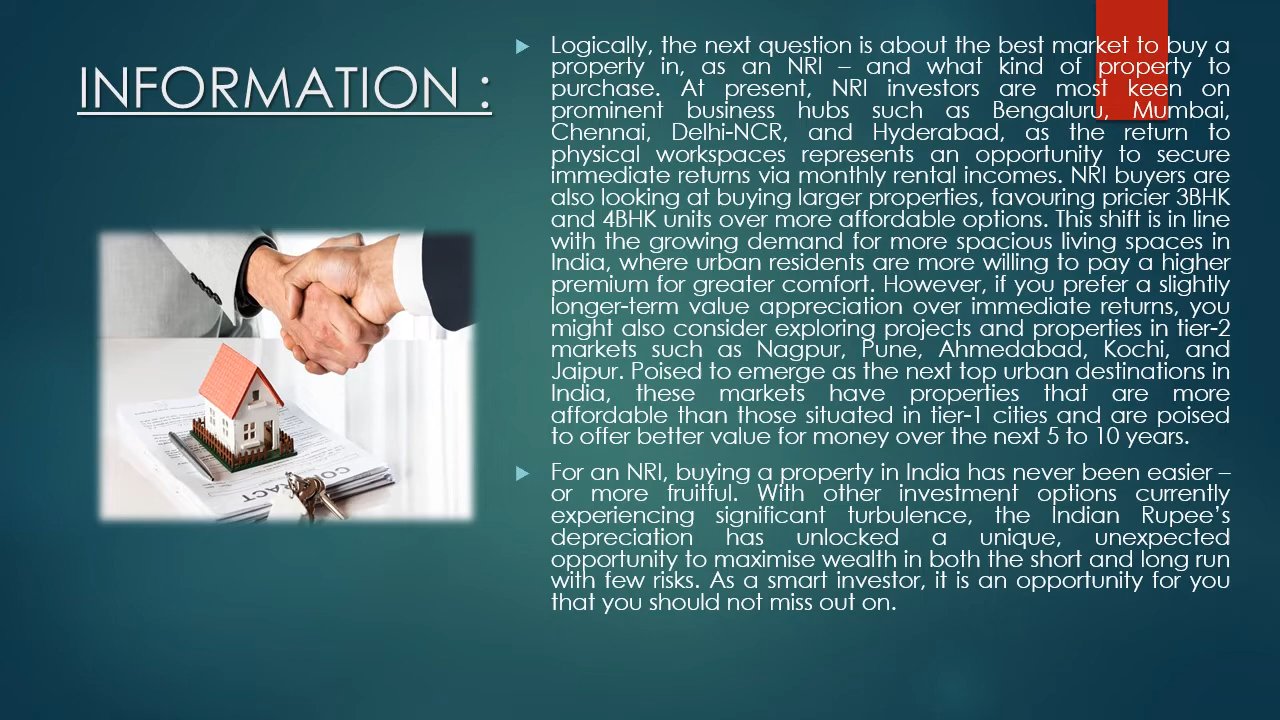 INFORMATION :
Logically, the next question is about the best market to buy a
property in, as an NRI – and what kind of property to
purchase. At present, NRI investors are most keen on
prominent business hubs such as Bengaluru, Mumbai,
Chennai, Delhi-NCR, and Hyderabad, as the return to
physical workspaces represents an opportunity to secure
immediate returns via monthly rental incomes. NRI buyers are
also looking at buying larger properties, favouring pricier 3BHK
and 4BHK units over more affordable options. This shift is in line
with the growing demand for more spacious living spaces in
India, where urban residents are more willing to pay a higher
premium for greater comfort. However, if you prefer a slightly
longer-term value appreciation over immediate returns, you
might also consider exploring projects and properties in tier-2
markets such as Nagpur, Pune, Ahmedabad, Kochi, and
Jaipur. Poised to emerge as the next top urban destinations in
India, these markets have properties that are more
affordable than those situated in tier-1 cities and are poised
to offer better value for money over the next 5 to 10 years.
For an NRI, buying a property in India has never been easier –
or more fruitful. With other investment options currently
experiencing significant turbulence, the Indian Rupee’s
depreciation has unlocked a unique, unexpected
opportunity to maximise wealth in both the short and long run
with few risks. As a smart investor, it is an opportunity for you
that you should not miss out on.